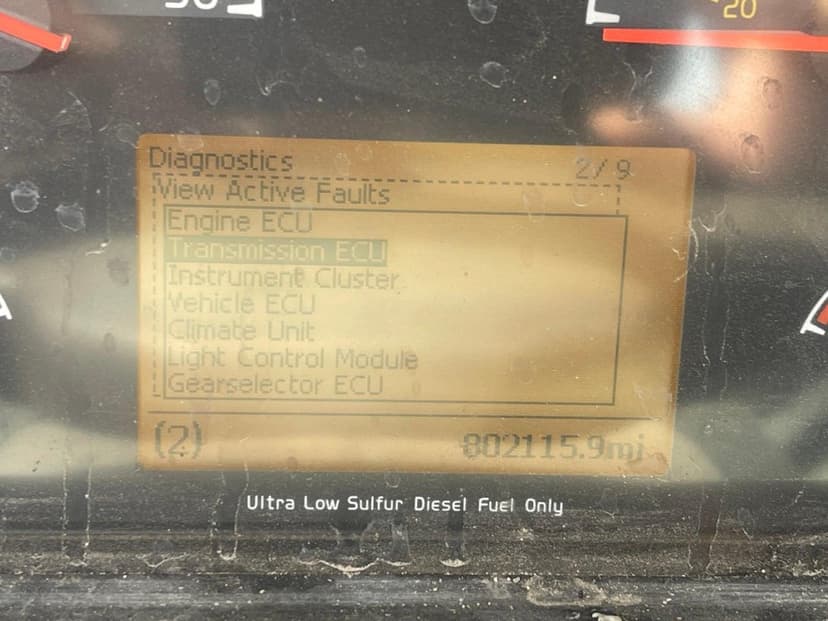 20
Diagnostics 2/ 9
View Active Faults
Engine ECU
Transmission ECU
Instrument Cluster
Vehicle ECU
Climate Unit
Light Control Module
Gearselector ECU
(2) 802115.9mi
Ultra Low Sulfur Diesel Fuel Only